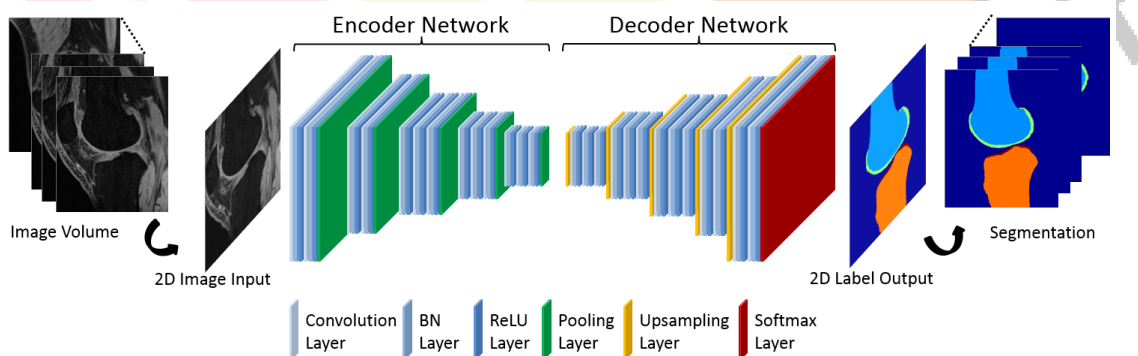 Encoder Network
Decoder Network
Image Volume
2D Image Input
2D Label Output
Segmentation
Convolution
Layer
BN
Layer
ReLU
Layer
Pooling
Layer
Upsampling
Layer
Softmax
Layer